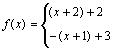 f(x) = { (x + 2) + 2
−(x + 1) + 3